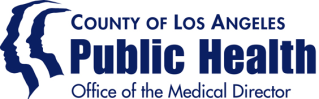 COUNTY OF LOS ANGELES
Public Health
Office of the Medical Director